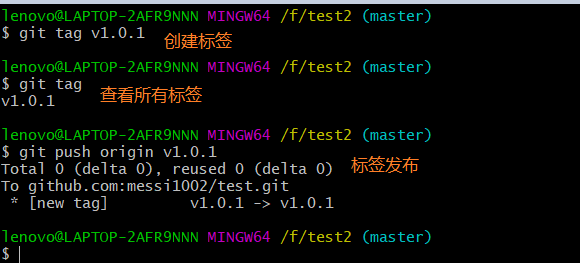 lenovo@LAPTOP-2AFR9NNN MINGW64 /f/test2 (master)
$ git tag v1.0.1 创建标签
lenovo@LAPTOP-2AFR9NNN MINGW64 /f/test2 (master)
$ git tag 查看所有标签
v1.0.1
lenovo@LAPTOP-2AFR9NNN MINGW64 /f/test2 (master)
$ git push origin v1.0.1
Total 0 (delta 0), reused 0 (delta 0) 标签发布
To github.com:messi1002/test.git
 * [new tag]         v1.0.1 -> v1.0.1
lenovo@LAPTOP-2AFR9NNN MINGW64 /f/test2 (master)
$